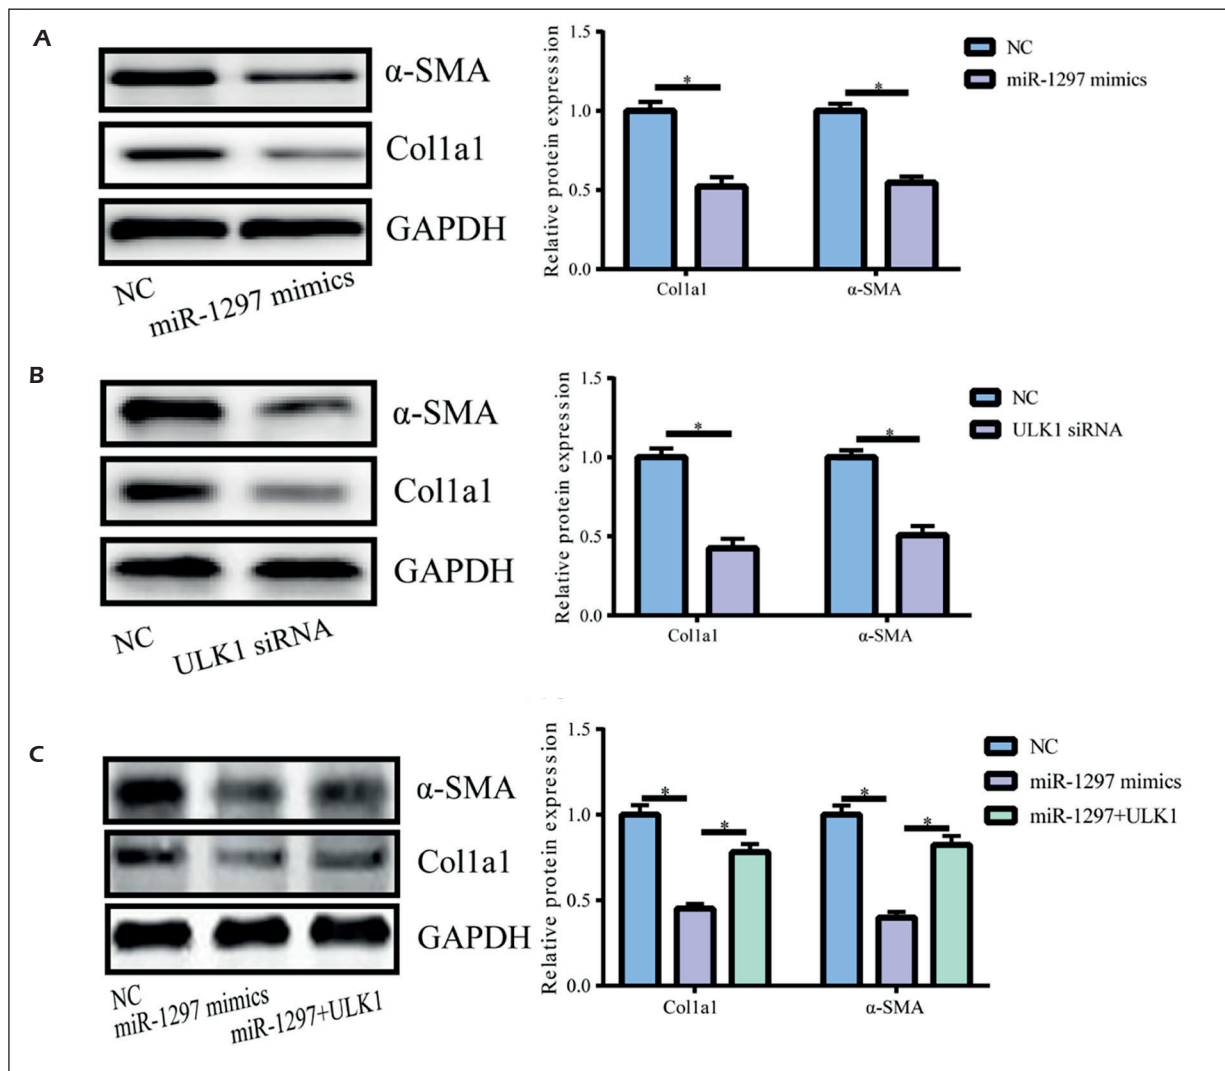 A
α-SMA
Col1a1
GAPDH
NC
miR-1297 mimics
Relative protein expression
1.5
1.0
0.5
0.0
*
*
Col1a1
α-SMA
NC
miR-1297 mimics
B
α-SMA
Col1a1
GAPDH
NC
ULK1 siRNA
Relative protein expression
1.5
1.0
0.5
0.0
*
*
Col1a1
α-SMA
NC
ULK1 siRNA
C
α-SMA
Col1a1
GAPDH
NC
miR-1297 mimics
miR-1297+ULK1
Relative protein expression
1.5
1.0
0.5
0.0
*
*
*
*
Col1a1
α-SMA
NC
miR-1297 mimics
miR-1297+ULK1